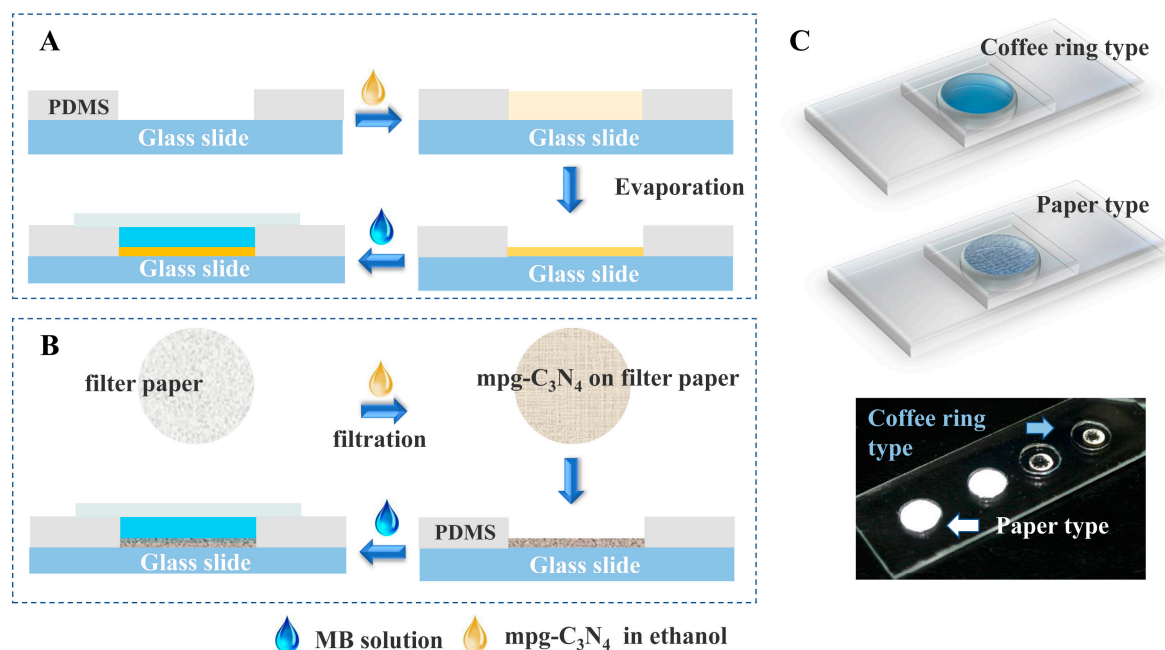 A
PDMS
Glass slide
Glass slide
Evaporation
Glass slide
Glass slide
B
filter paper
filtration
mpg-C₃N₄ on filter paper
Glass slide
PDMS
Glass slide
MB solution
mpg-C₃N₄ in ethanol
C
Coffee ring type
Paper type
Coffee ring
type
Paper type